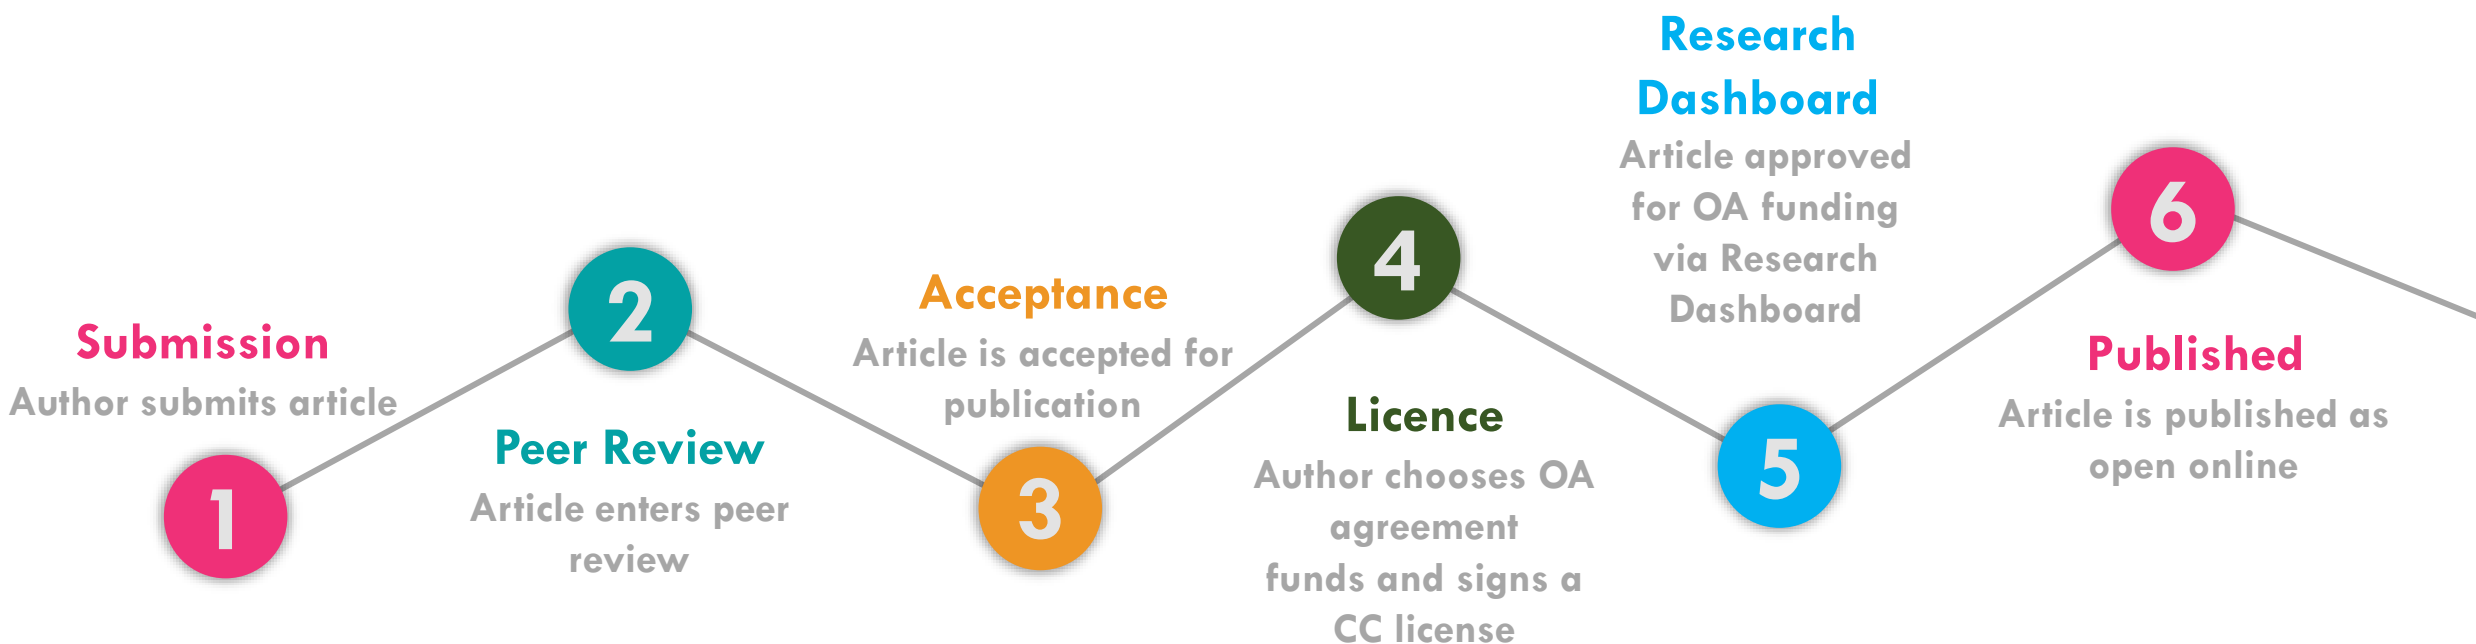 Submission
Author submits article
1
2
Peer Review
Article enters peer
review
Acceptance
Article is accepted for
publication
3
4
Licence
Author chooses OA
agreement
funds and signs a
CC license
Research
Dashboard
Article approved
for OA funding
via Research
Dashboard
5
6
Published
Article is published as
open online